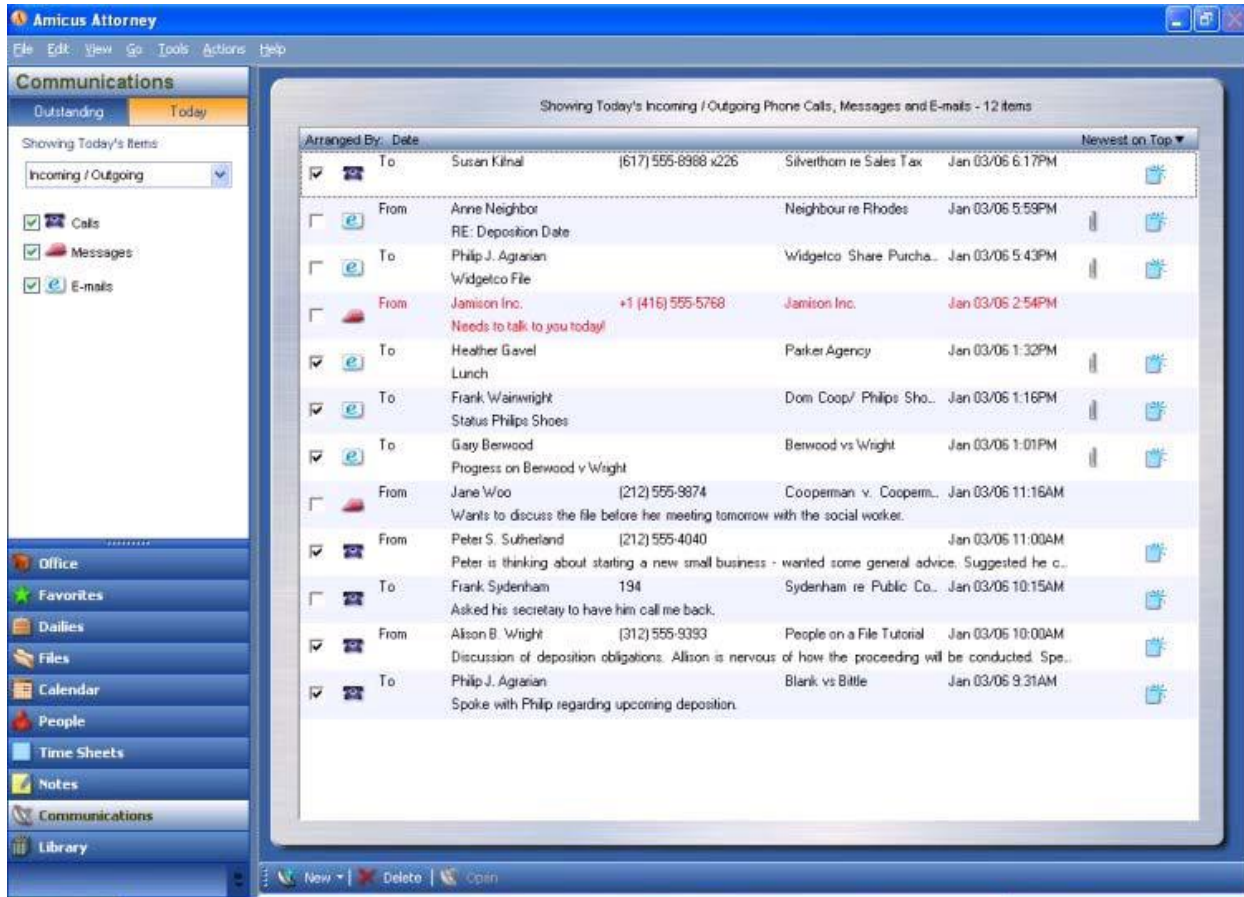 Amicus Attorney
File Edit View Go Tools Actions Help
Communications
Outstanding Today
Showing Today's Items
Incoming / Outgoing
Calls
Messages
E-mails
Office
Favorites
Dailies
Files
Calendar
People
Time Sheets
Notes
Communications
Library
Showing Today's Incoming / Outgoing Phone Calls, Messages and E-mails - 12 items
Arranged By: Date Newest on Top
To Susan Kilnal (617) 555-8988 x226 Silverthorn re Sales Tax Jan 03/06 6:17PM
From Anne Neighbor Neighbour re Rhodes Jan 03/06 5:59PM
RE: Deposition Date
To Philip J. Agrarian Widgetco Share Purcha... Jan 03/06 5:43PM
Widgetco File
From Jamison Inc. +1 (416) 555-5768 Jamison Inc. Jan 03/06 2:54PM
Needs to talk to you today!
To Heather Gavel Parker Agency Jan 03/06 1:32PM
Lunch
To Frank Wainwright Dom Coop/ Philips Sho... Jan 03/06 1:16PM
Status Philips Shoes
To Gary Berwood Berwood vs Wright Jan 03/06 1:01PM
Progress on Berwood v Wright
From Jane Woo (212) 555-9874 Cooperman v. Cooperm... Jan 03/06 11:16AM
Wants to discuss the file before her meeting tomorrow with the social worker.
From Peter S. Sutherland (212) 555-4040 Jan 03/06 11:00AM
Peter is thinking about starting a new small business - wanted some general advice. Suggested he c...
To Frank Sydenham 194 Sydenham re Public Co... Jan 03/06 10:15AM
Asked his secretary to have him call me back.
From Alison B. Wright (312) 555-9393 People on a File Tutorial Jan 03/06 10:00AM
Discussion of deposition obligations. Allison is nervous of how the proceeding will be conducted. Spe...
To Philip J. Agrarian Blank vs Bittle Jan 03/06 9:31AM
Spoke with Philip regarding upcoming deposition.
New Delete Open